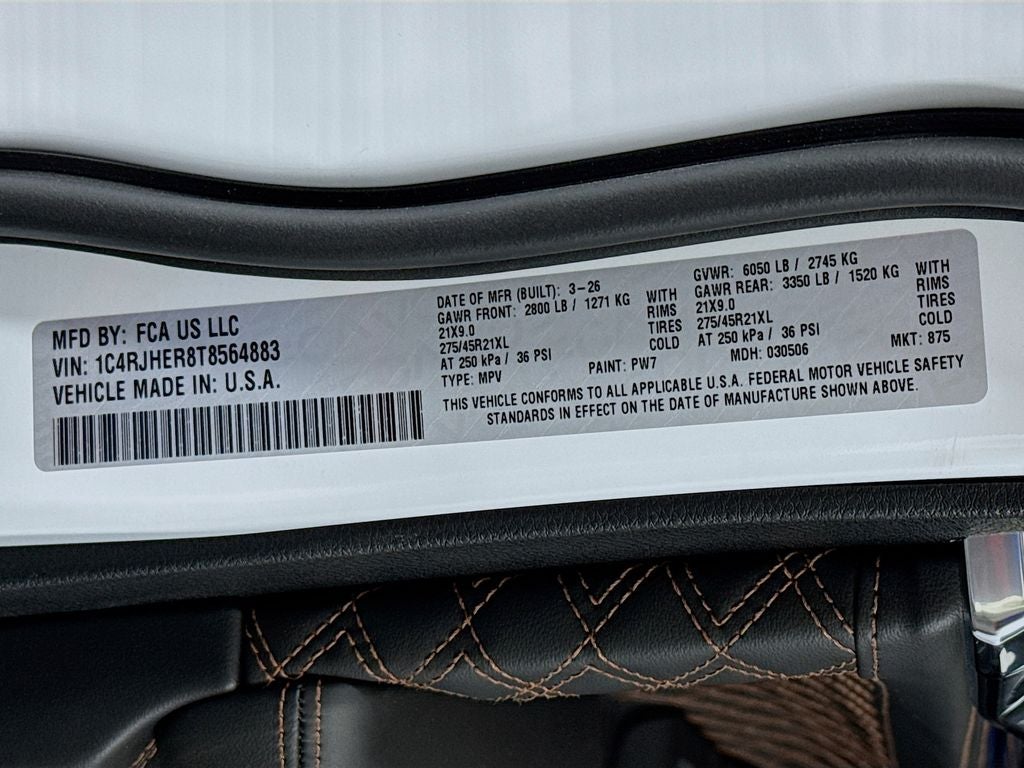 MFD BY: FCA US LLC
VIN: 1C4RJHER8T8564883
VEHICLE MADE IN: U.S.A.
DATE OF MFR (BUILT): 3-26
GAWR FRONT: 2800 LB / 1271 KG WITH
21X9.0 RIMS
275/45R21XL TIRES
AT 250 kPa / 36 PSI COLD
TYPE: MPV PAINT: PW7
GVWR: 6050 LB / 2745 KG
GAWR REAR: 3350 LB / 1520 KG WITH
21X9.0 RIMS
275/45R21XL TIRES
AT 250 kPa / 36 PSI COLD
MDH: 030506 MKT: 875
THIS VEHICLE CONFORMS TO ALL APPLICABLE U.S.A. FEDERAL MOTOR VEHICLE SAFETY
STANDARDS IN EFFECT ON THE DATE OF MANUFACTURE SHOWN ABOVE.